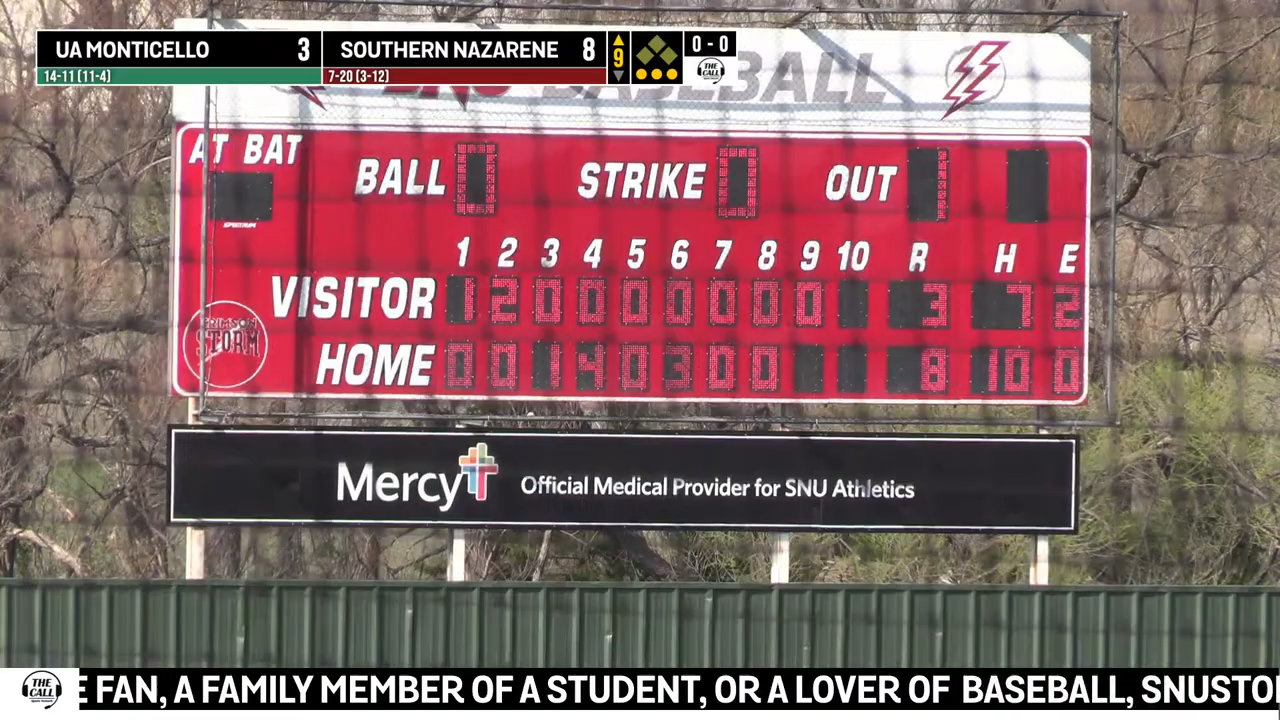 UA MONTICELLO 3 SOUTHERN NAZARENE 8 9 0 - 0
14-11 (11-4) 7-20 (3-12) THE CALL
BASEBALL
AT BAT
BALL 0 STRIKE 0 OUT 1
SPECTRUM
1 2 3 4 5 6 7 8 9 10 R H E
VISITOR 1 2 0 0 0 0 0 0 0 3 7 2
HOME 0 0 1 4 0 3 0 0 8 10 0
CRIMSON
STORM
Mercy Official Medical Provider for SNU Athletics
THE CALL
E FAN, A FAMILY MEMBER OF A STUDENT, OR A LOVER OF BASEBALL, SNUSTO